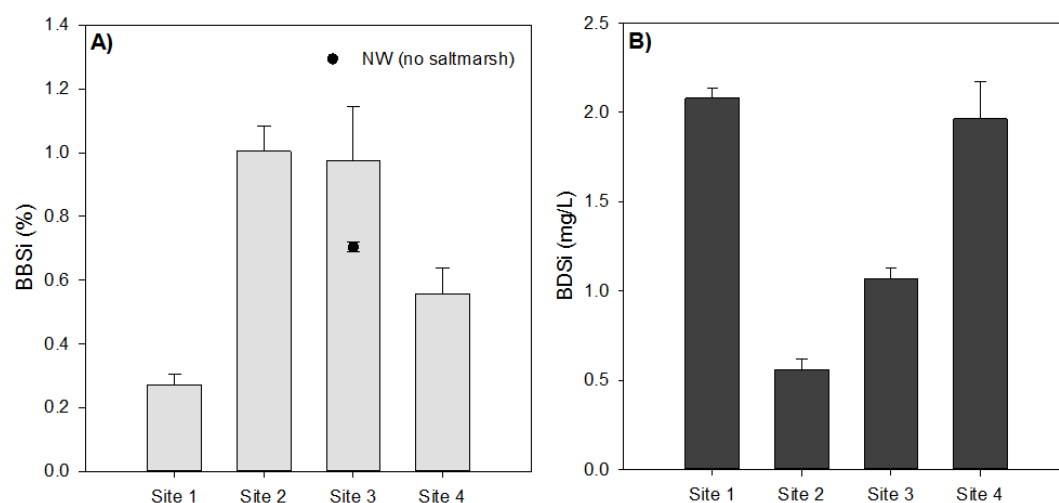 A)
NW (no saltmarsh)
BBSi (%)
1.4
1.2
1.0
0.8
0.6
0.4
0.2
0.0
Site 1 Site 2 Site 3 Site 4
B)
BDSi (mg/L)
2.5
2.0
1.5
1.0
0.5
0.0
Site 1 Site 2 Site 3 Site 4